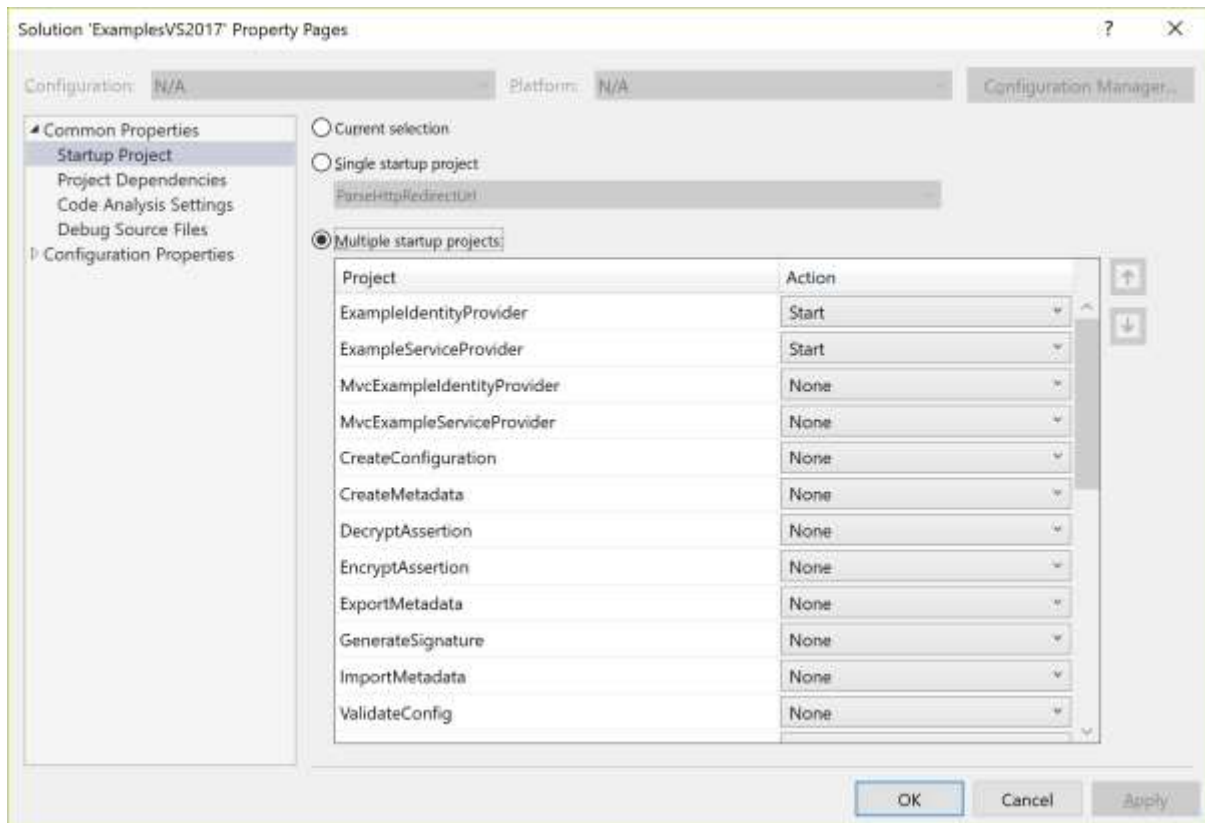 Solution 'ExamplesVS2017' Property Pages ?
Configuration: N/A Platform: N/A Configuration Manager...
Common Properties
Startup Project
Project Dependencies
Code Analysis Settings
Debug Source Files
Configuration Properties
Current selection
Single startup project
ParseHttpRedirectUrl
Multiple startup projects:
Project Action
ExampleIdentityProvider Start
ExampleServiceProvider Start
MvcExampleIdentityProvider None
MvcExampleServiceProvider None
CreateConfiguration None
CreateMetadata None
DecryptAssertion None
EncryptAssertion None
ExportMetadata None
GenerateSignature None
ImportMetadata None
ValidateConfig None
OK Cancel Apply